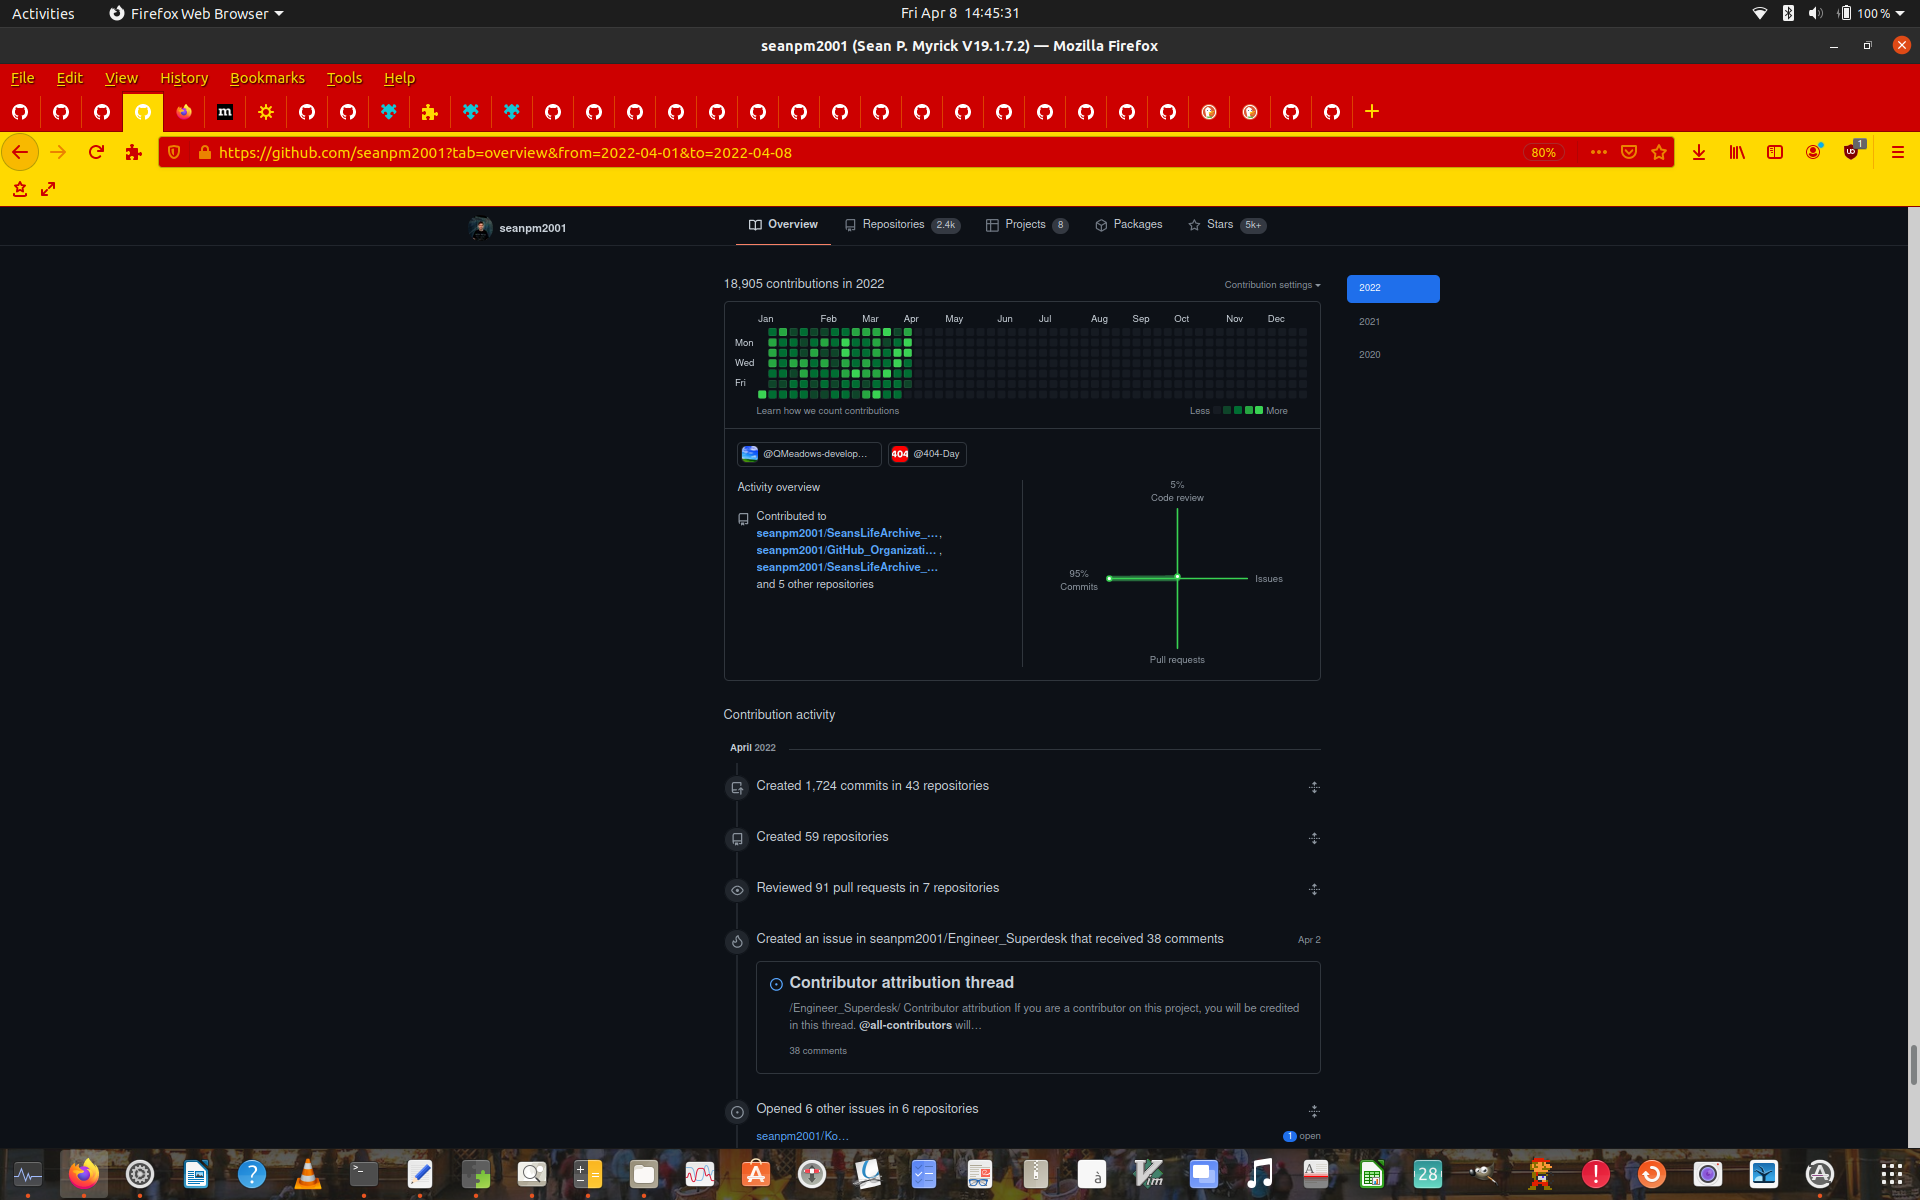 Activities
Firefox Web Browser
Fri Apr 8 14:45:31
100 %
seanpm2001 (Sean P. Myrick V19.1.7.2) — Mozilla Firefox
File Edit View History Bookmarks Tools Help
m
https://github.com/seanpm2001?tab=overview&from=2022-04-01&to=2022-04-08
80%
1
seanpm2001
Overview
Repositories 2.4k
Projects 8
Packages
Stars 5k+
18,905 contributions in 2022
Contribution settings
2022
2021
2020
Jan Feb Mar Apr May Jun Jul Aug Sep Oct Nov Dec
Mon
Wed
Fri
Learn how we count contributions
Less More
@QMeadows-develop...
404 @404-Day
Activity overview
Contributed to
seanpm2001/SeansLifeArchive_...,
seanpm2001/GitHub_Organizati... ,
seanpm2001/SeansLifeArchive_...
and 5 other repositories
5%
Code review
95%
Commits
Issues
Pull requests
Contribution activity
April 2022
Created 1,724 commits in 43 repositories
Created 59 repositories
Reviewed 91 pull requests in 7 repositories
Created an issue in seanpm2001/Engineer_Superdesk that received 38 comments
Apr 2
Contributor attribution thread
/Engineer_Superdesk/ Contributor attribution If you are a contributor on this project, you will be credited
in this thread. @all-contributors will...
38 comments
Opened 6 other issues in 6 repositories
seanpm2001/Ko...
1 open
28